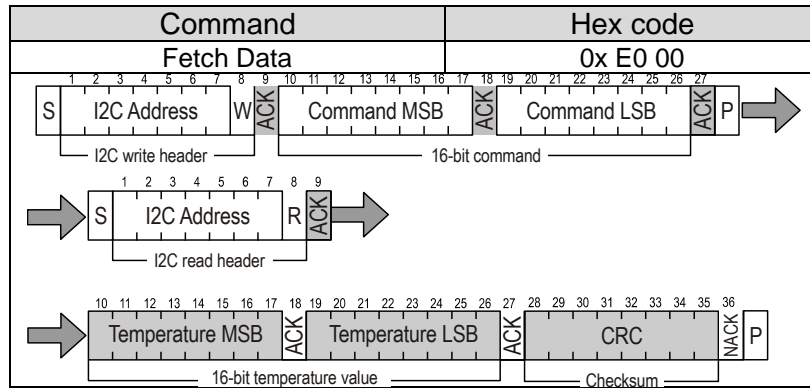 Command Hex code
Fetch Data 0x E0 00
1 2 3 4 5 6 7 8 9 10 11 12 13 14 15 16 17 18 19 20 21 22 23 24 25 26 27
S I2C Address W ACK Command MSB ACK Command LSB ACK P
I2C write header 16-bit command
1 2 3 4 5 6 7 8 9
S I2C Address R ACK
I2C read header
10 11 12 13 14 15 16 17 18 19 20 21 22 23 24 25 26 27 28 29 30 31 32 33 34 35 36
Temperature MSB ACK Temperature LSB ACK CRC NACK P
16-bit temperature value Checksum